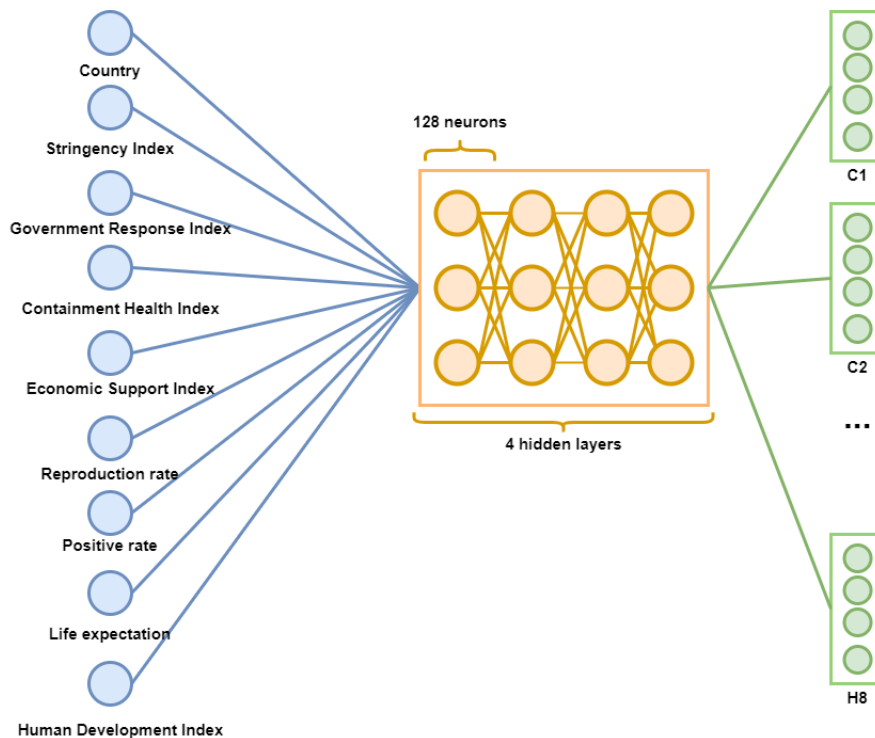 Country
Stringency Index
Government Response Index
Containment Health Index
Economic Support Index
Reproduction rate
Positive rate
Life expectation
Human Development Index
128 neurons
4 hidden layers
C1
C2
...
H8